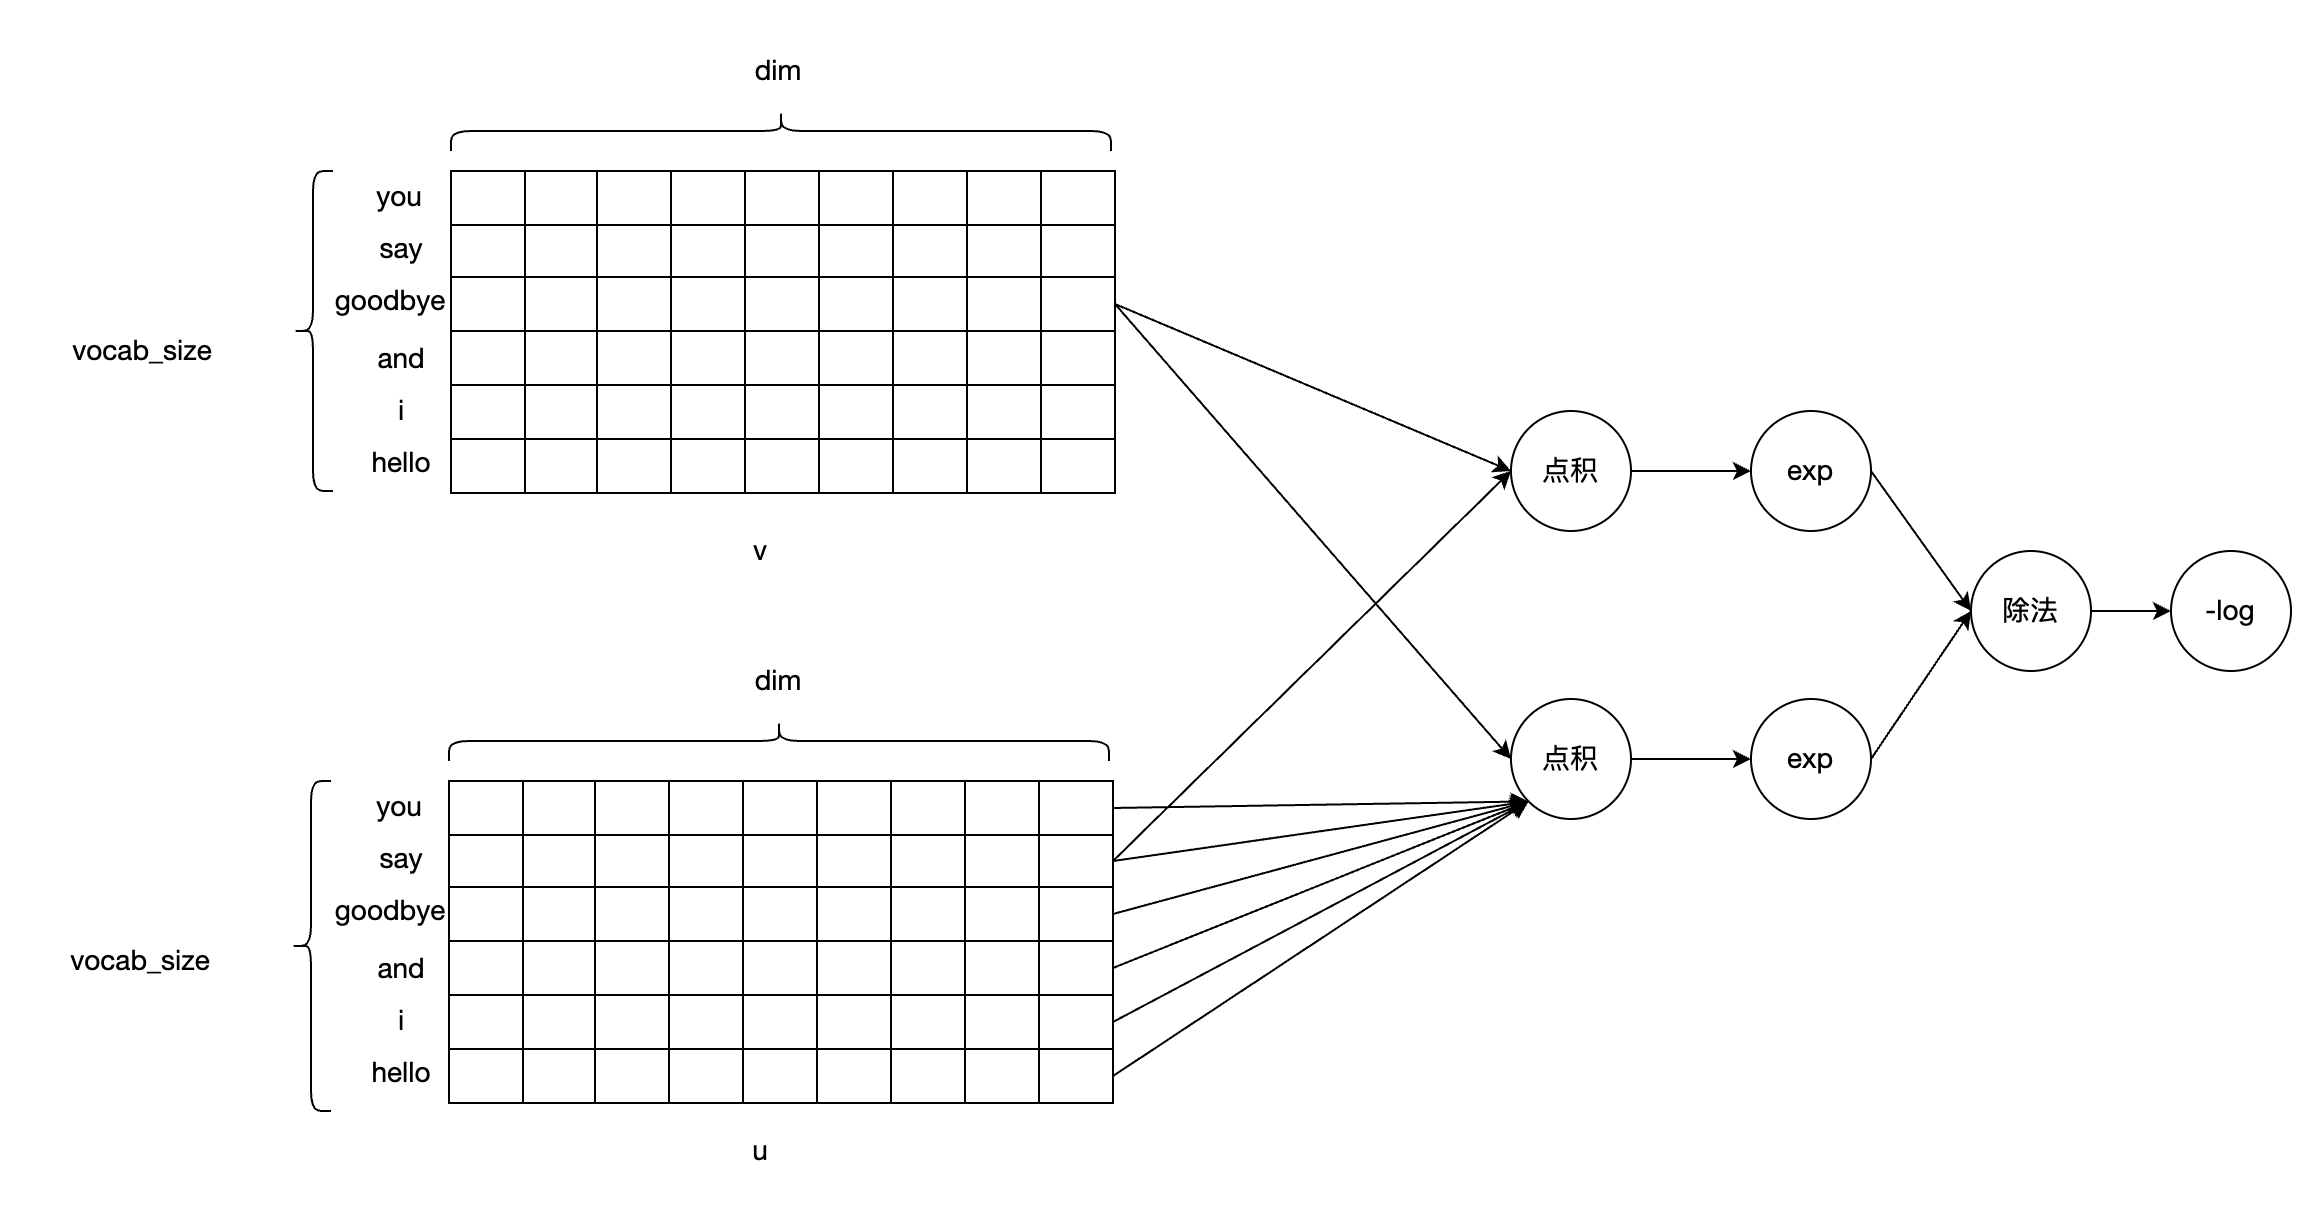 dim
you
say
goodbye
vocab_size
and
i
hello
v
点积
exp
除法
-log
点积
exp
dim
you
say
goodbye
vocab_size
and
i
hello
u